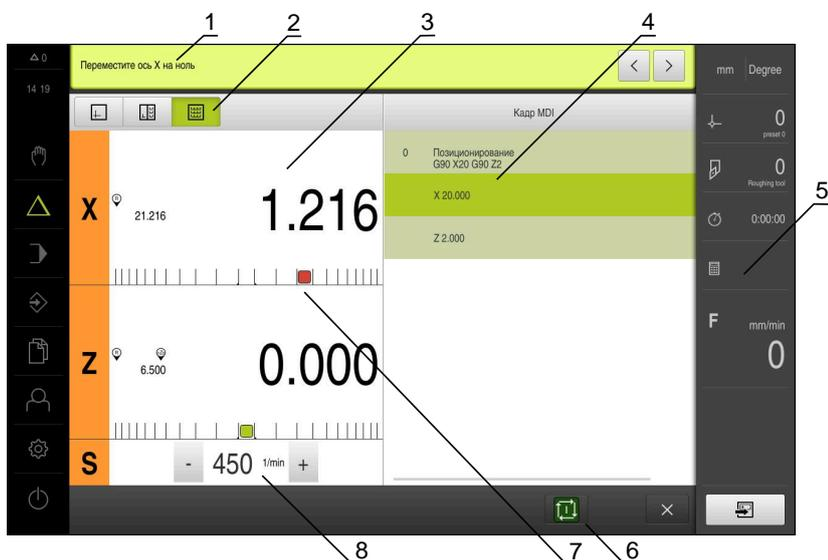 1
2
3
4
△ 0
14 19
Переместите ось X на ноль
< >
mm Degree
Кадр MDI
0
preset 0
0
Roughing tool
0:00:00
5
F mm/min
0
X
R
21.216
1.216
0 Позиционирование
G90 X20 G90 Z2
X 20.000
Z 2.000
Z
R
6.500
0.000
S
- 450 1/min +
8
7
6